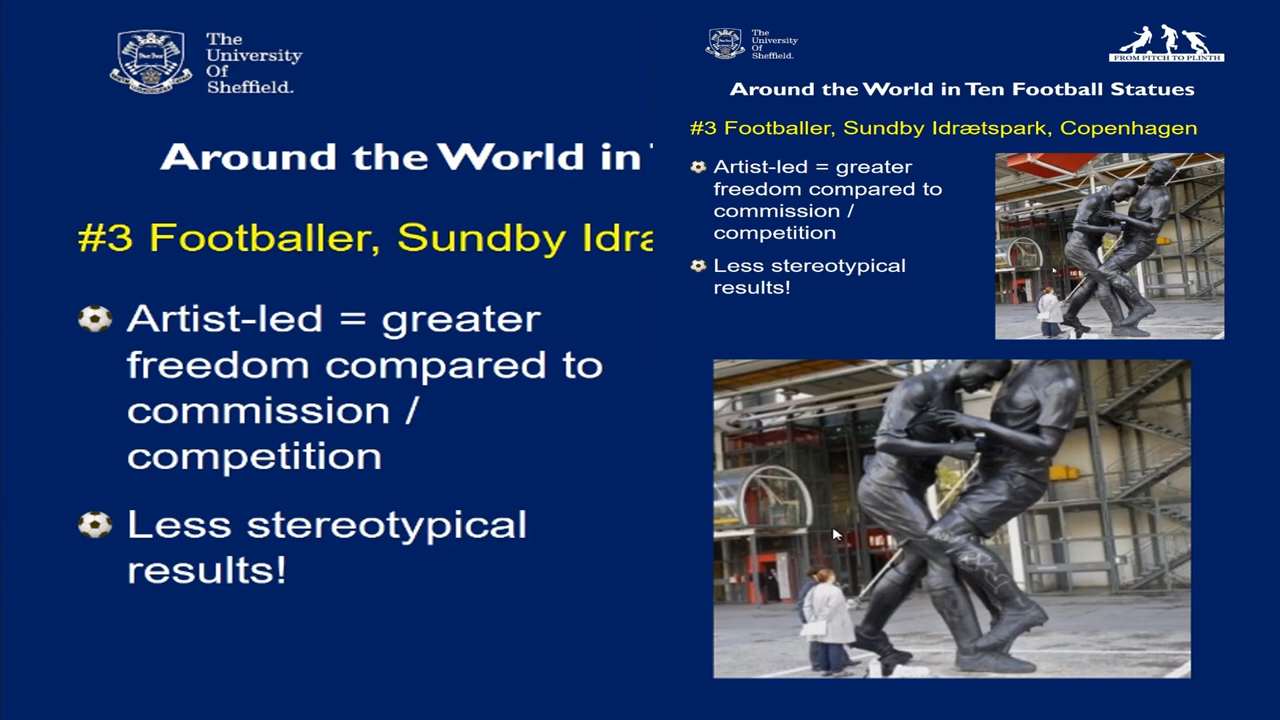 The
University
Of
Sheffield.
Around the World in
#3 Footballer, Sundby Idræ
Artist-led = greater
freedom compared to
commission /
competition
Less stereotypical
results!
The
University
Of
Sheffield.
FROM PITCH TO PLINTH
Around the World in Ten Football Statues
#3 Footballer, Sundby Idrætspark, Copenhagen
Artist-led = greater
freedom compared to
commission /
competition
Less stereotypical
results!